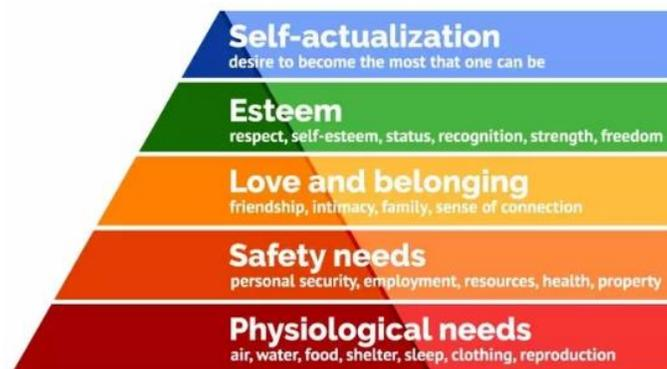 Self-actualization
desire to become the most that one can be
Esteem
respect, self-esteem, status, recognition, strength, freedom
Love and belonging
friendship, intimacy, family, sense of connection
Safety needs
personal security, employment, resources, health, property
Physiological needs
air, water, food, shelter, sleep, clothing, reproduction